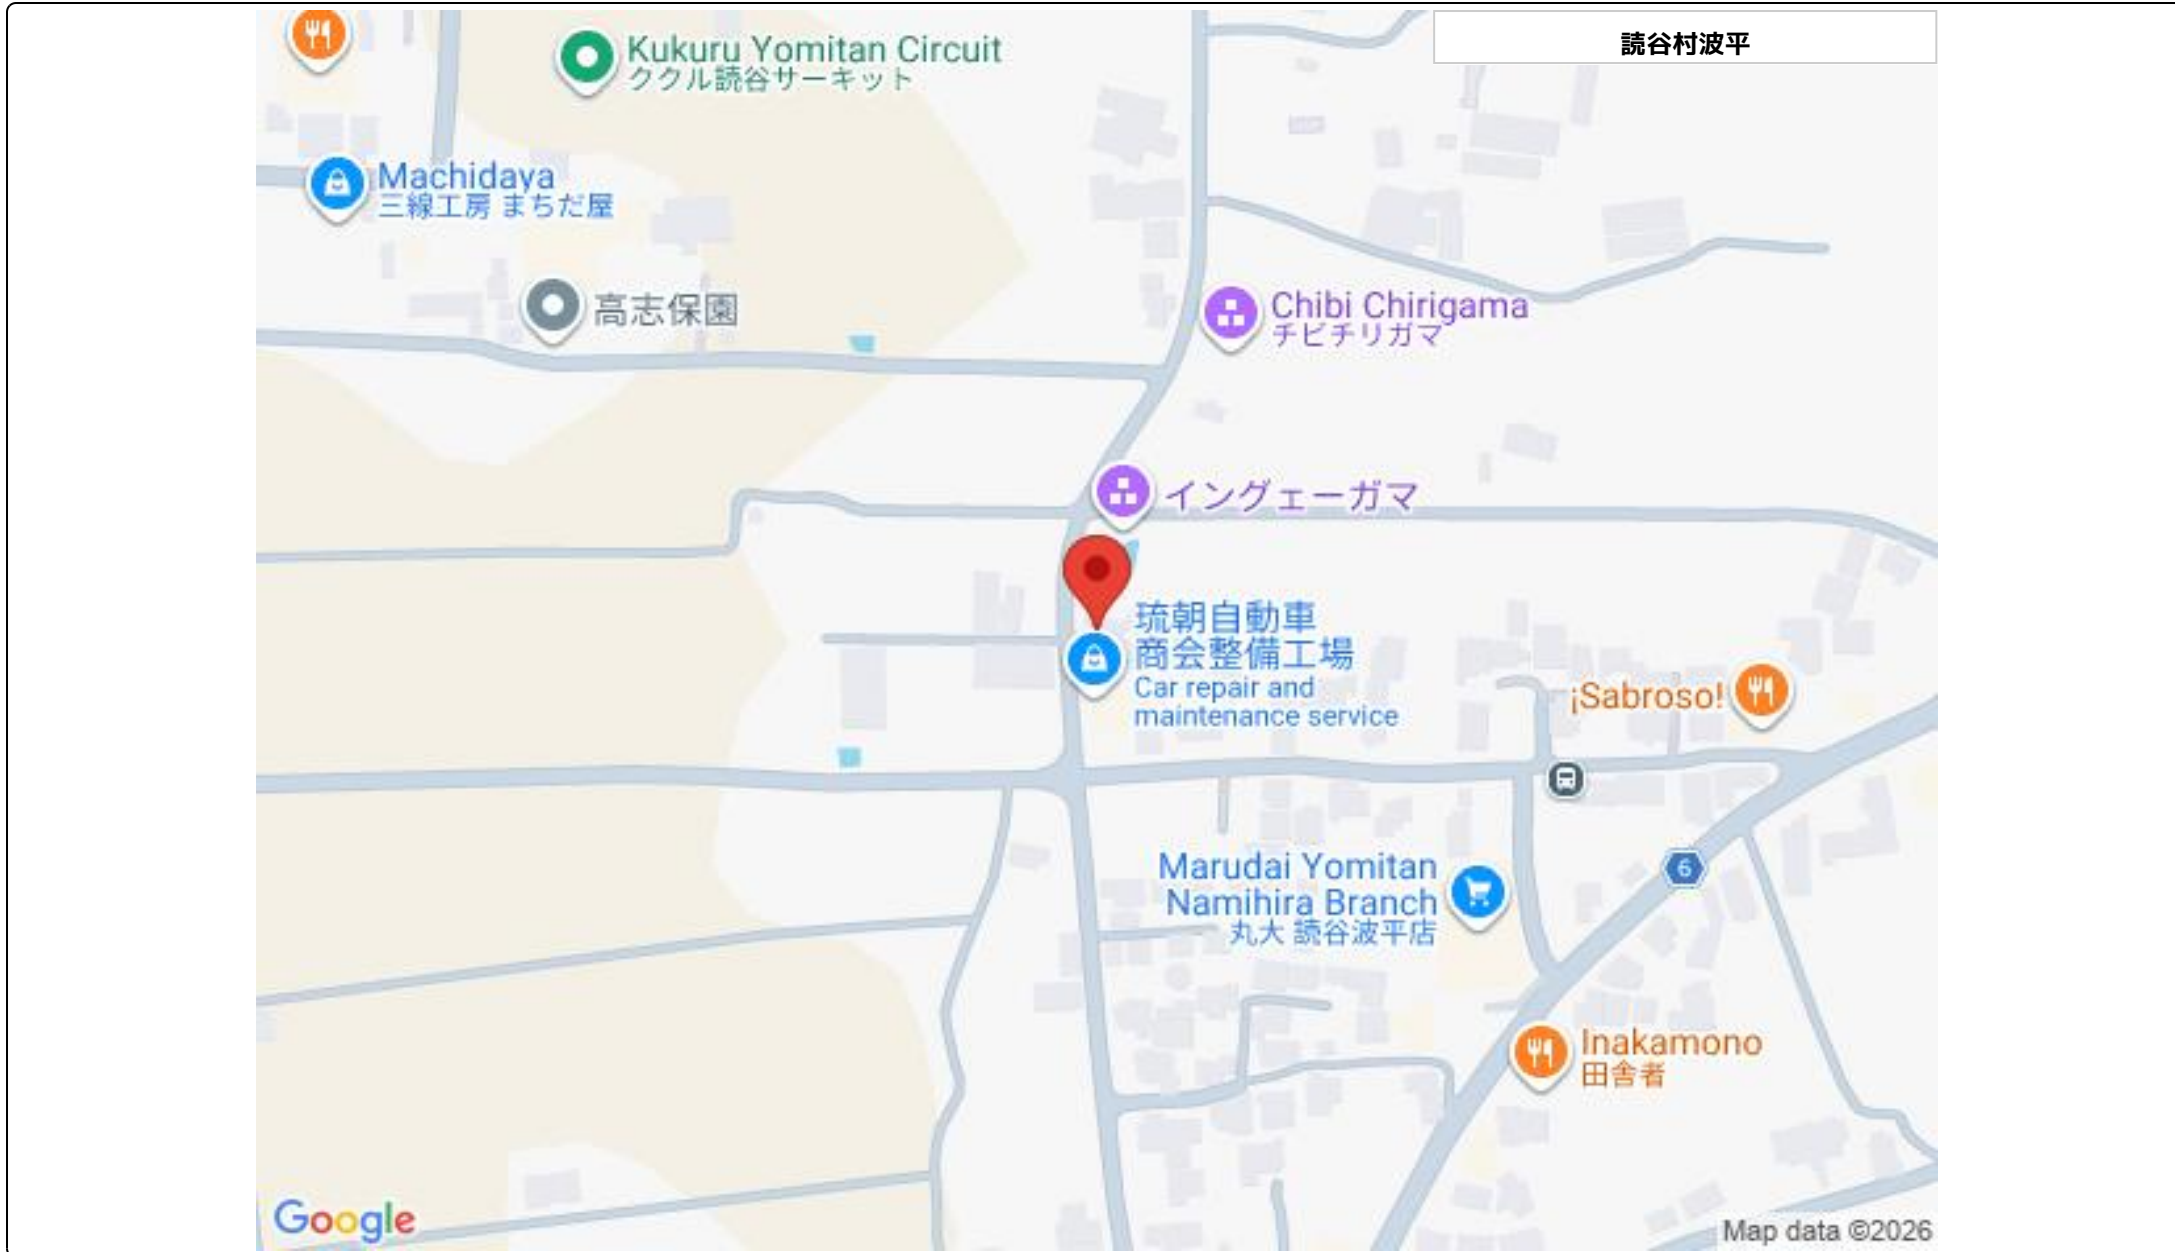 読谷村波平
Kukuru Yomitan Circuit
ククル読谷サーキット
Machidaya
三線工房 まちだ屋
高志保園
Chibi Chirigama
チビチリガマ
イングェーガマ
琉朝自動車
商会整備工場
Car repair and
maintenance service
¡Sabroso!
Marudai Yomitan
Namihira Branch
丸大 読谷波平店
6
Inakamono
田舎者
Google
Map data ©2026